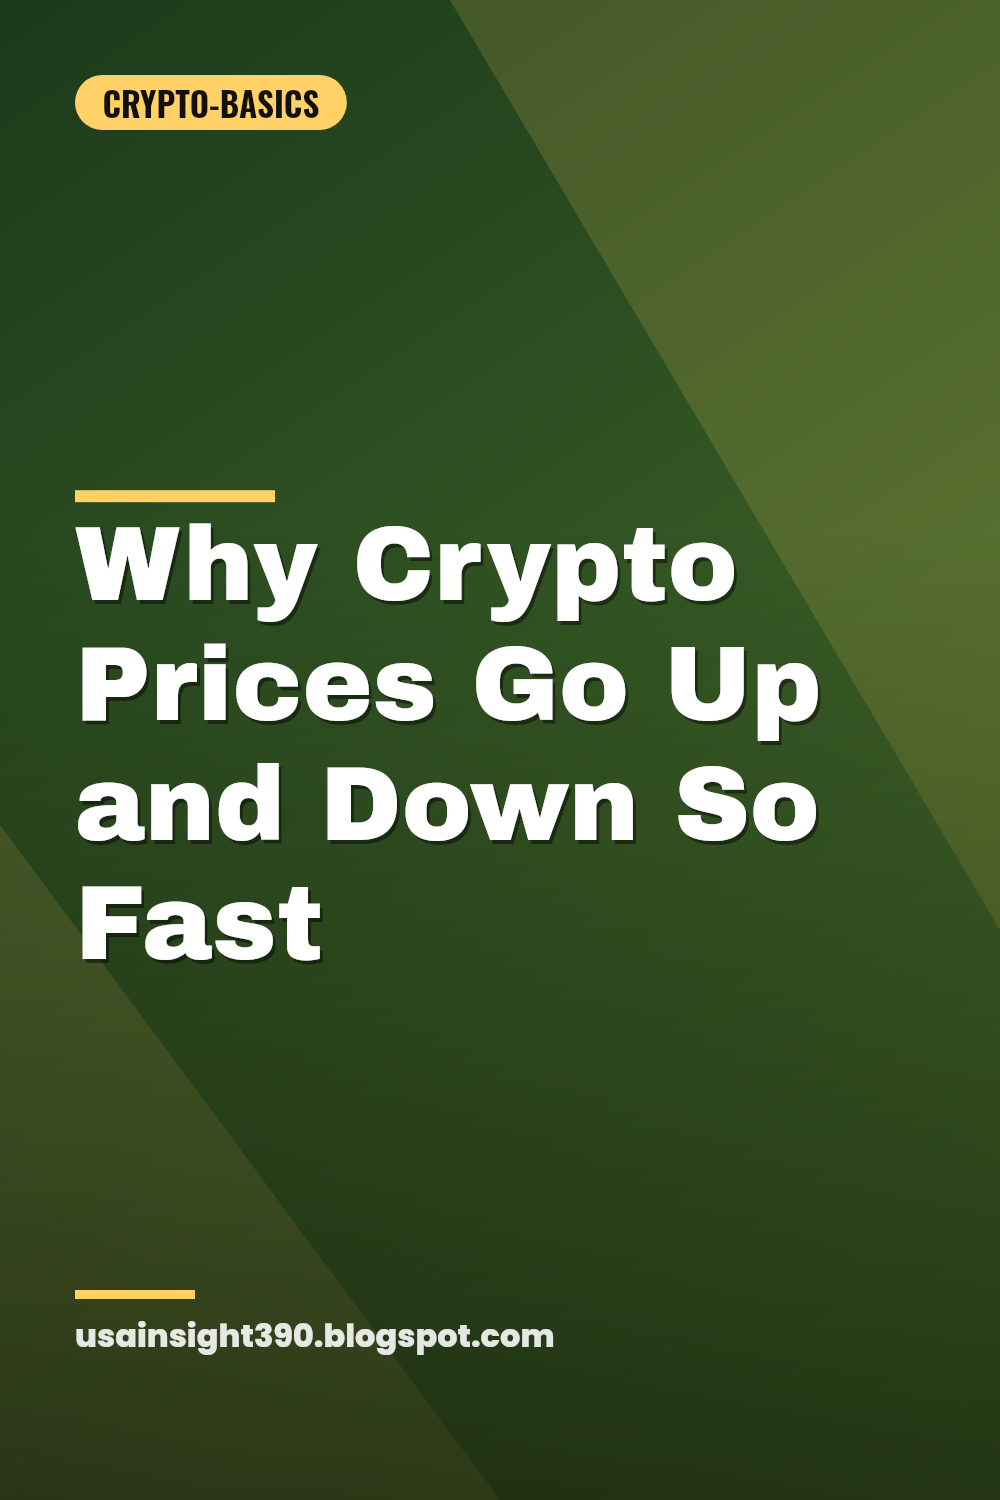 CRYPTO-BASICS
Why Crypto
Prices Go Up
and Down So
Fast
usainsight390.blogspot.com